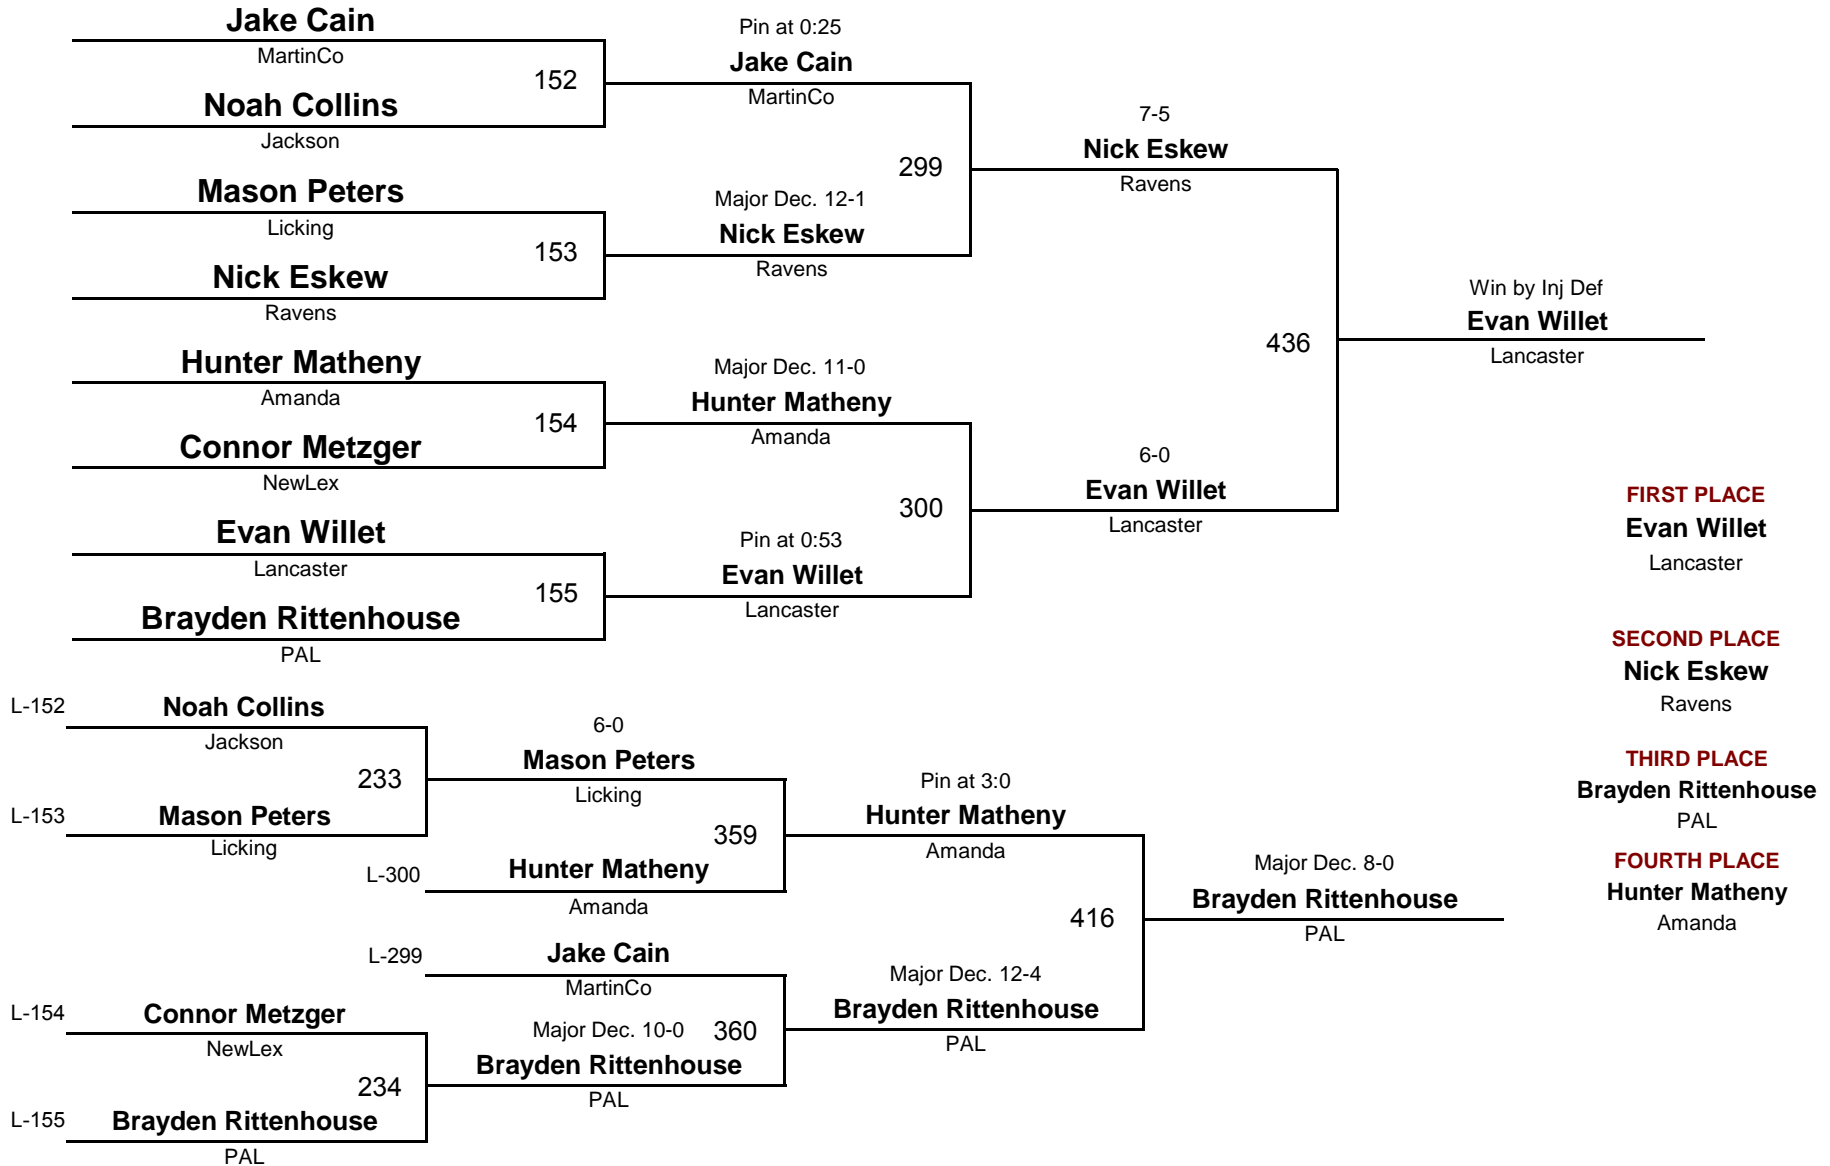 Jake Cain
MartinCo
152
Noah Collins
Jackson
Mason Peters
Licking
153
Nick Eskew
Ravens
Hunter Matheny
Amanda
154
Connor Metzger
NewLex
Evan Willet
Lancaster
155
Brayden Rittenhouse
PAL
Pin at 0:25
Jake Cain
MartinCo
299
Major Dec. 12-1
Nick Eskew
Ravens
Major Dec. 11-0
Hunter Matheny
Amanda
300
Pin at 0:53
Evan Willet
Lancaster
7-5
Nick Eskew
Ravens
436
6-0
Evan Willet
Lancaster
Win by Inj Def
Evan Willet
Lancaster
L-152
Noah Collins
Jackson
233
L-153
Mason Peters
Licking
L-154
Connor Metzger
NewLex
234
L-155
Brayden Rittenhouse
PAL
6-0
Mason Peters
Licking
359
L-300
Hunter Matheny
Amanda
L-299
Jake Cain
MartinCo
Major Dec. 10-0
360
Brayden Rittenhouse
PAL
Pin at 3:0
Hunter Matheny
Amanda
416
Major Dec. 12-4
Brayden Rittenhouse
PAL
Major Dec. 8-0
Brayden Rittenhouse
PAL
FIRST PLACE
Evan Willet
Lancaster
SECOND PLACE
Nick Eskew
Ravens
THIRD PLACE
Brayden Rittenhouse
PAL
FOURTH PLACE
Hunter Matheny
Amanda